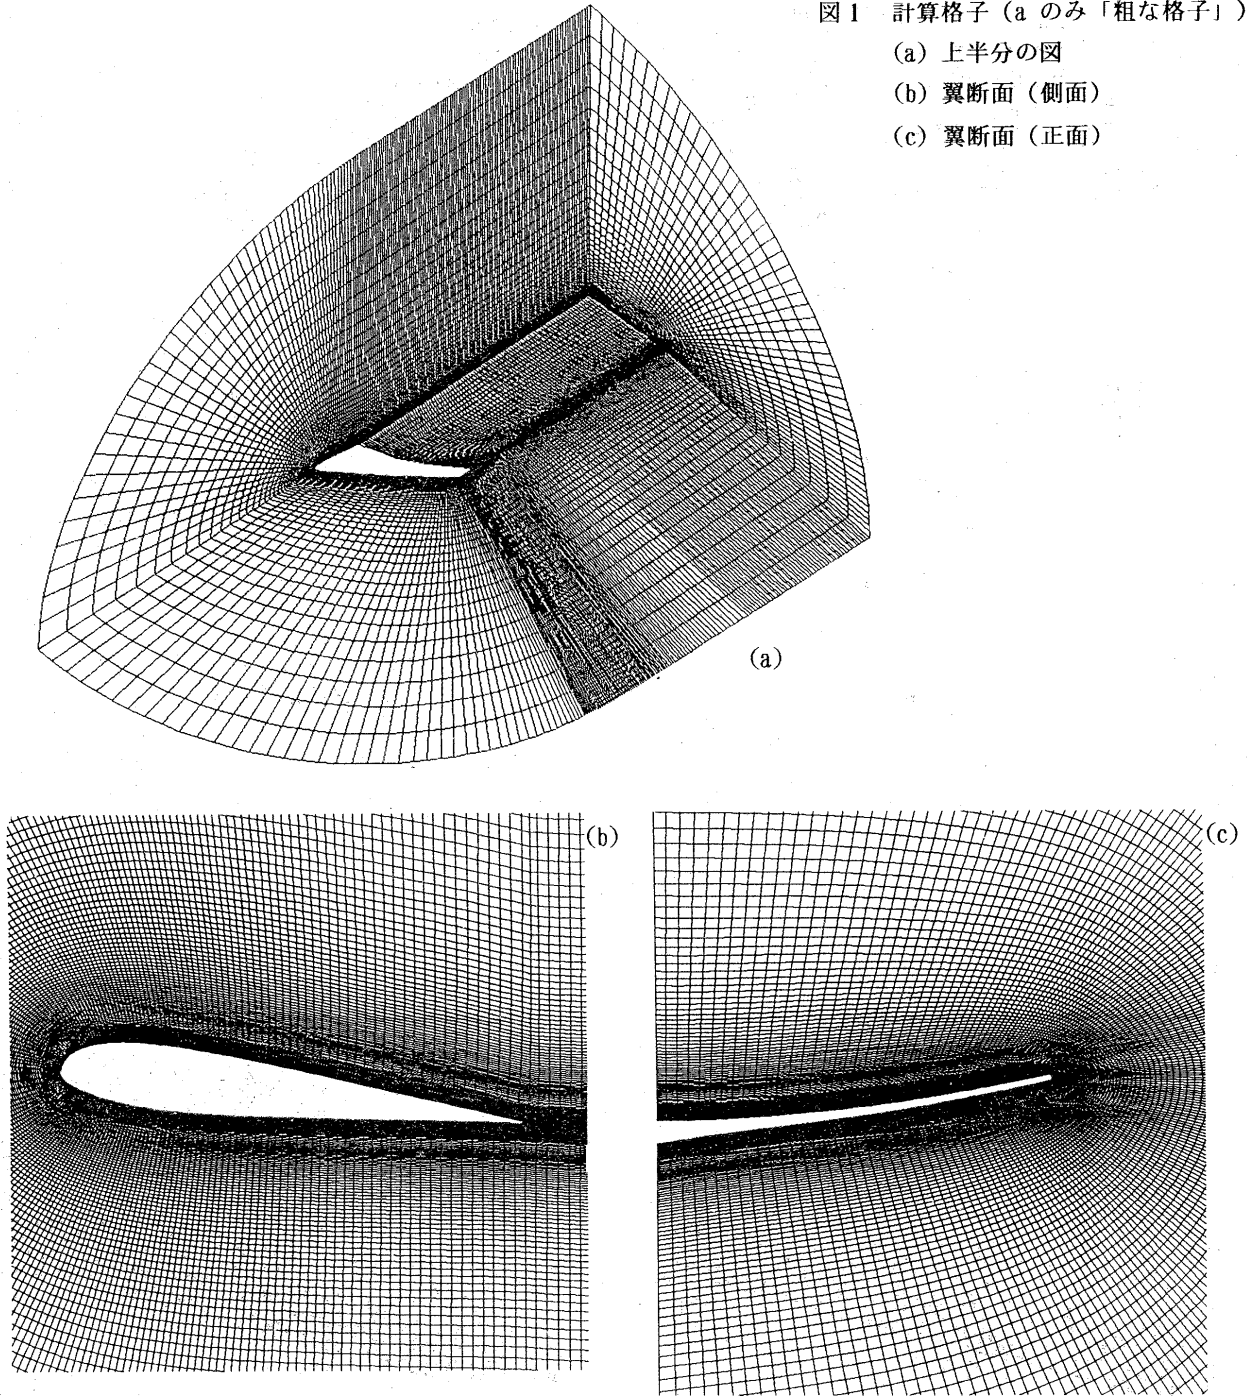 図1 計算格子(a のみ「粗な格子」)
(a) 上半分の図
(b) 翼断面(側面)
(c) 翼断面(正面)
(a)
(b)
(c)